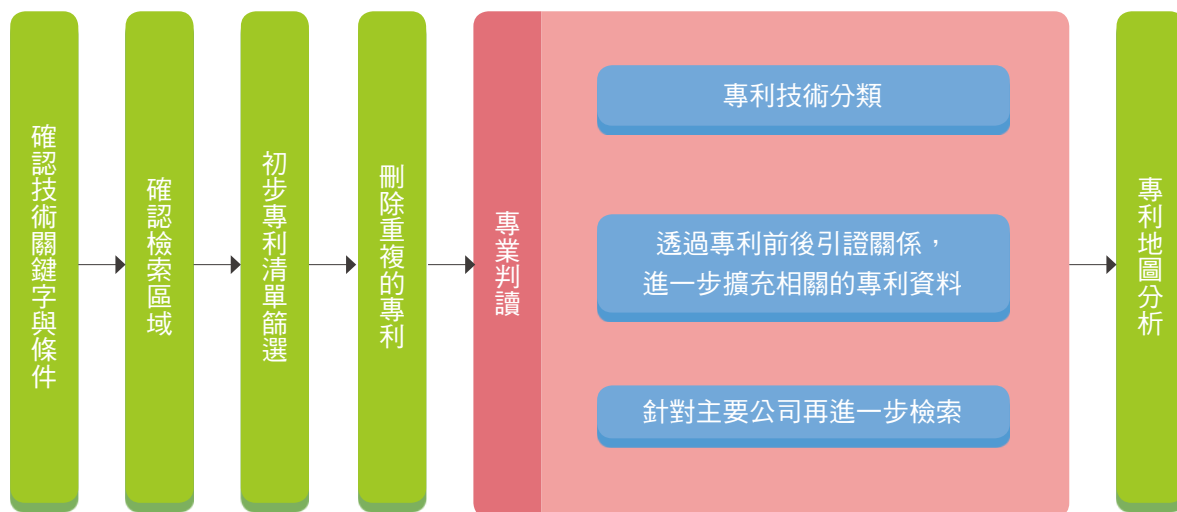 確認技術關鍵字與條件
確認檢索區域
初步專利清單篩選
刪除重複的專利
專業判讀
專利技術分類
透過專利前後引證關係，
進一步擴充相關的專利資料
針對主要公司再進一步檢索
專利地圖分析